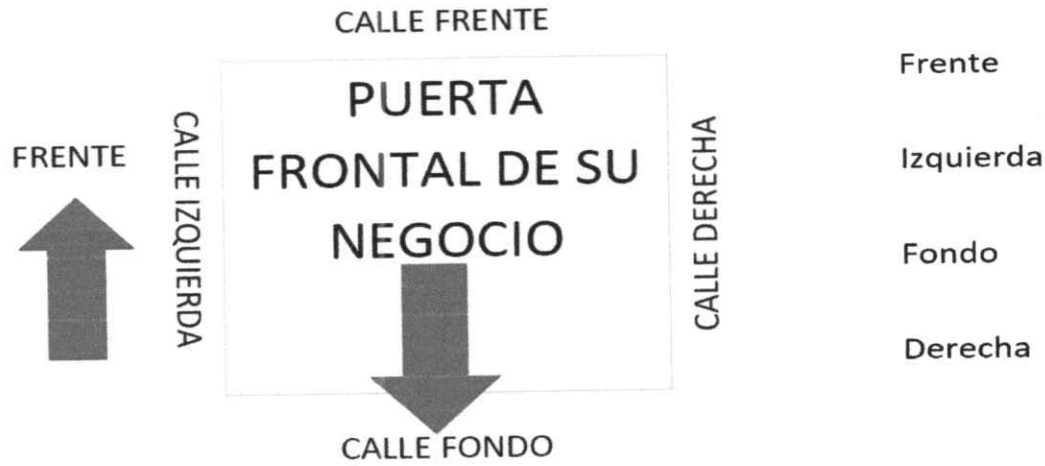 CALLE FRENTE
PUERTA
FRONTAL DE SU
NEGOCIO
FRENTE
CALLE IZQUIERDA
CALLE DERECHA
CALLE FONDO
Frente
Izquierda
Fondo
Derecha